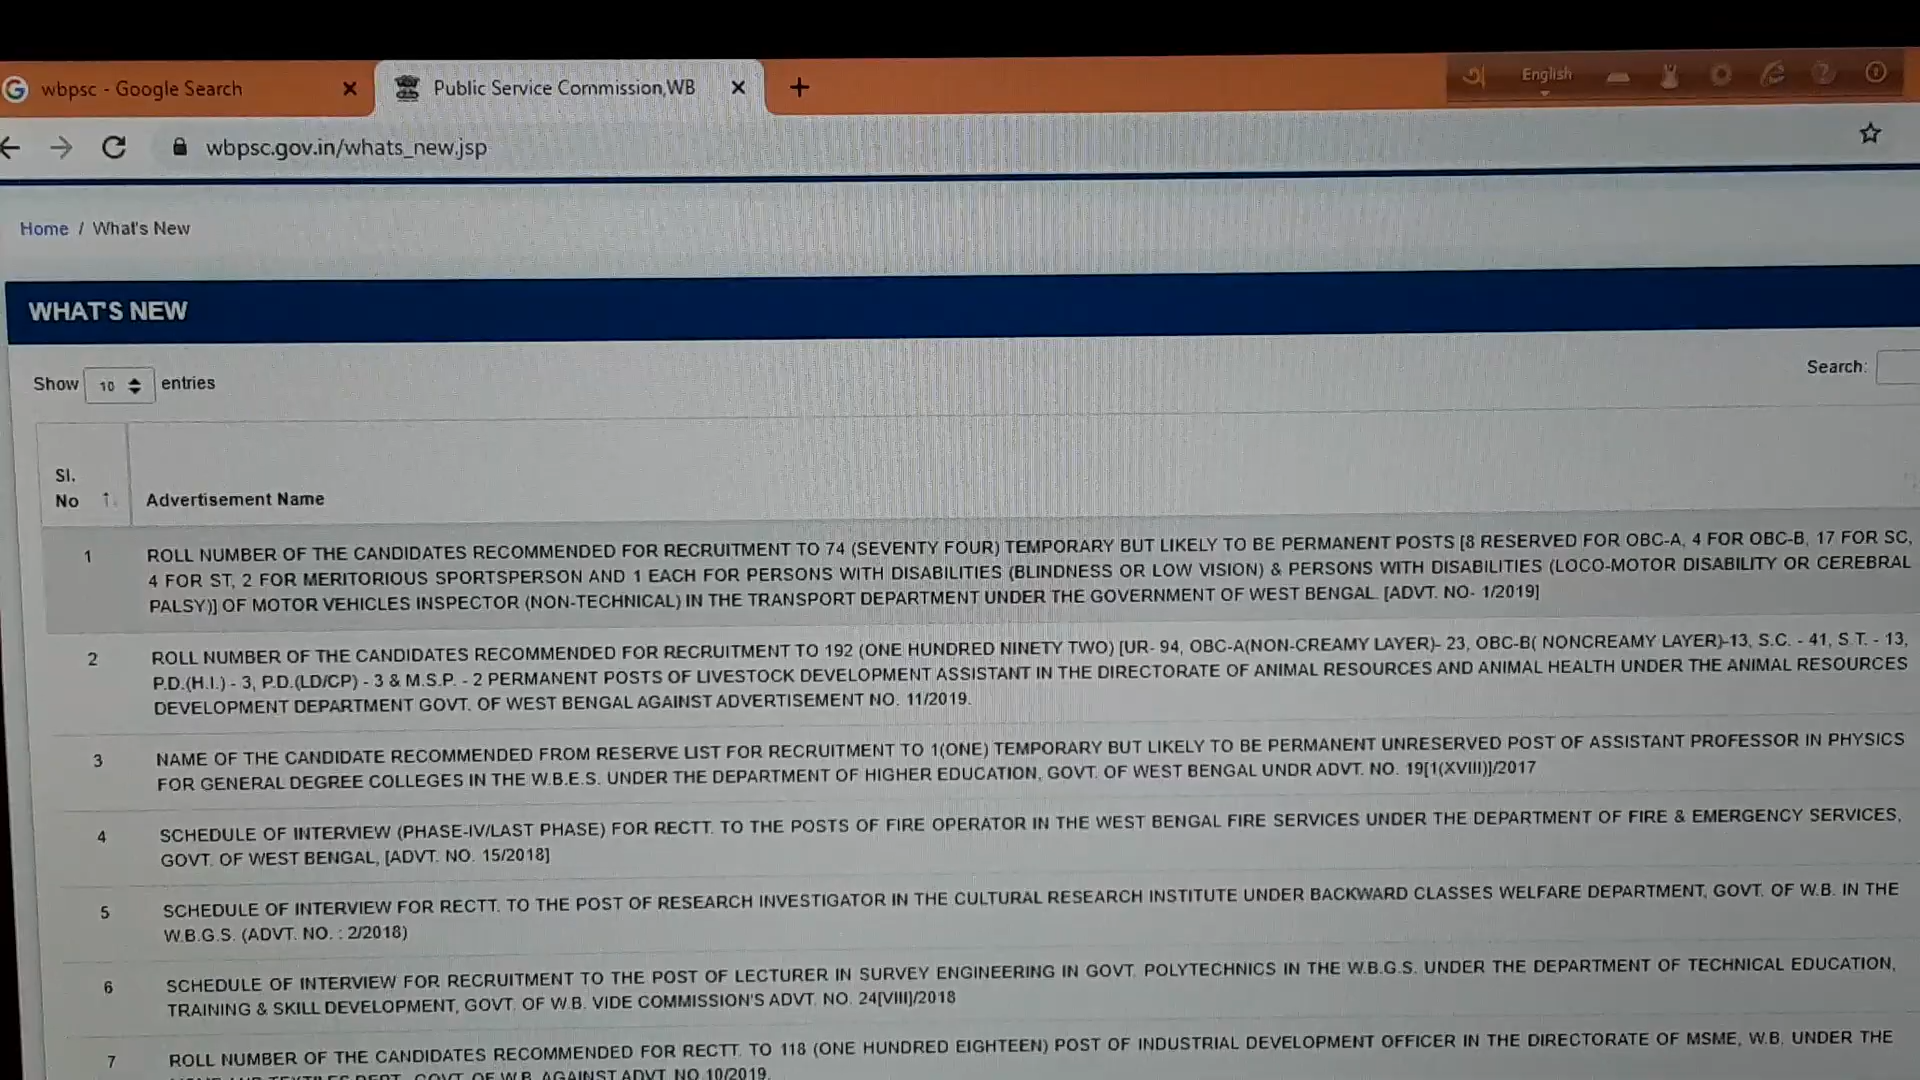 wbpsc - Google Search
Public Service Commission,WB
English
wbpsc.gov.in/whats_new.jsp
Home / What's New
WHAT'S NEW
Show 10 entries
Search:
Sl.
No
Advertisement Name
1
ROLL NUMBER OF THE CANDIDATES RECOMMENDED FOR RECRUITMENT TO 74 (SEVENTY FOUR) TEMPORARY BUT LIKELY TO BE PERMANENT POSTS [8 RESERVED FOR OBC-A, 4 FOR OBC-B, 17 FOR SC,
4 FOR ST, 2 FOR MERITORIOUS SPORTSPERSON AND 1 EACH FOR PERSONS WITH DISABILITIES (BLINDNESS OR LOW VISION) & PERSONS WITH DISABILITIES (LOCO-MOTOR DISABILITY OR CEREBRAL
PALSY)] OF MOTOR VEHICLES INSPECTOR (NON-TECHNICAL) IN THE TRANSPORT DEPARTMENT UNDER THE GOVERNMENT OF WEST BENGAL. [ADVT. NO- 1/2019]
2
ROLL NUMBER OF THE CANDIDATES RECOMMENDED FOR RECRUITMENT TO 192 (ONE HUNDRED NINETY TWO) [UR- 94, OBC-A(NON-CREAMY LAYER)- 23, OBC-B( NONCREAMY LAYER)-13, S.C. - 41, S.T. - 13,
P.D.(H.I.) - 3, P.D.(LD/CP) - 3 & M.S.P. - 2 PERMANENT POSTS OF LIVESTOCK DEVELOPMENT ASSISTANT IN THE DIRECTORATE OF ANIMAL RESOURCES AND ANIMAL HEALTH UNDER THE ANIMAL RESOURCES
DEVELOPMENT DEPARTMENT GOVT. OF WEST BENGAL AGAINST ADVERTISEMENT NO. 11/2019.
3
NAME OF THE CANDIDATE RECOMMENDED FROM RESERVE LIST FOR RECRUITMENT TO 1(ONE) TEMPORARY BUT LIKELY TO BE PERMANENT UNRESERVED POST OF ASSISTANT PROFESSOR IN PHYSICS
FOR GENERAL DEGREE COLLEGES IN THE W.B.E.S. UNDER THE DEPARTMENT OF HIGHER EDUCATION, GOVT. OF WEST BENGAL UNDR ADVT. NO. 19[1(XVIII)]/2017
4
SCHEDULE OF INTERVIEW (PHASE-IV/LAST PHASE) FOR RECTT. TO THE POSTS OF FIRE OPERATOR IN THE WEST BENGAL FIRE SERVICES UNDER THE DEPARTMENT OF FIRE & EMERGENCY SERVICES,
GOVT. OF WEST BENGAL, [ADVT. NO. 15/2018]
5
SCHEDULE OF INTERVIEW FOR RECTT. TO THE POST OF RESEARCH INVESTIGATOR IN THE CULTURAL RESEARCH INSTITUTE UNDER BACKWARD CLASSES WELFARE DEPARTMENT, GOVT. OF W.B. IN THE
W.B.G.S. (ADVT. NO. : 2/2018)
6
SCHEDULE OF INTERVIEW FOR RECRUITMENT TO THE POST OF LECTURER IN SURVEY ENGINEERING IN GOVT. POLYTECHNICS IN THE W.B.G.S. UNDER THE DEPARTMENT OF TECHNICAL EDUCATION,
TRAINING & SKILL DEVELOPMENT, GOVT. OF W.B. VIDE COMMISSION'S ADVT. NO. 24[VIII]/2018
7
ROLL NUMBER OF THE CANDIDATES RECOMMENDED FOR RECTT. TO 118 (ONE HUNDRED EIGHTEEN) POST OF INDUSTRIAL DEVELOPMENT OFFICER IN THE DIRECTORATE OF MSME, W.B. UNDER THE
MSME AND TEXTILES DEPT., GOVT. OF W.B. AGAINST ADVT. NO.10/2019.